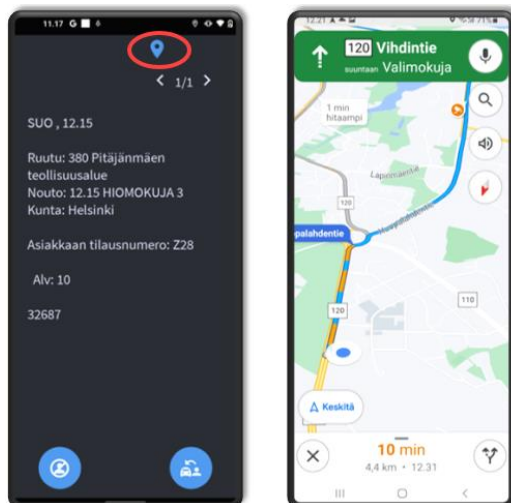 11.17 G
1/1
SUO , 12.15
Ruutu: 380 Pitäjänmäen
teollisuusalue
Nouto: 12.15 HIOMOKUJA 3
Kunta: Helsinki
Asiakkaan tilausnumero: Z28
Alv: 10
32687
12.21
71%
120 Vihdintie
suuntaan Valimokuja
1 min
hitaampi
Lapinmäentie
120
Huopalahdentie
palahdentie
120
110
Keskitä
10 min
4,4 km • 12.31